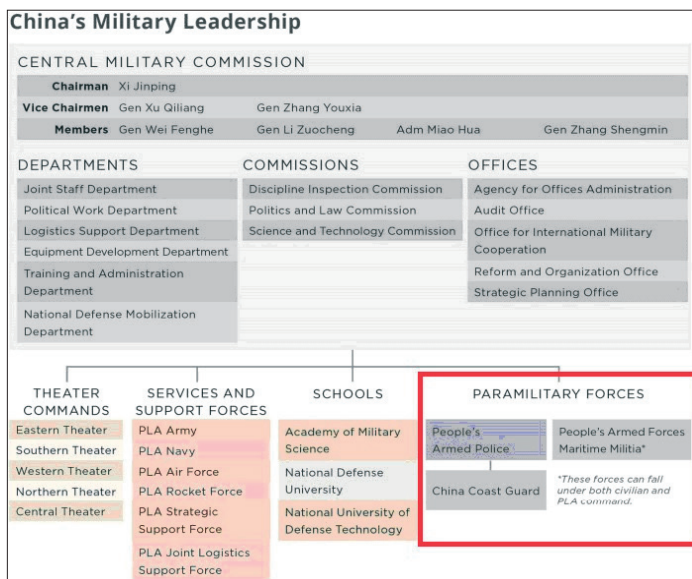 China's Military Leadership
CENTRAL MILITARY COMMISSION
Chairman Xi Jinping
Vice Chairmen Gen Xu Qiliang Gen Zhang Youxia
Members Gen Wei Fenghe Gen Li Zuocheng Adm Miao Hua Gen Zhang Shengmin
DEPARTMENTS
Joint Staff Department
Political Work Department
Logistics Support Department
Equipment Development Department
Training and Administration
Department
National Defense Mobilization
Department
COMMISSIONS
Discipline Inspection Commission
Politics and Law Commission
Science and Technology Commission
OFFICES
Agency for Offices Administration
Audit Office
Office for International Military
Cooperation
Reform and Organization Office
Strategic Planning Office
THEATER
COMMANDS
Eastern Theater
Southern Theater
Western Theater
Northern Theater
Central Theater
SERVICES AND
SUPPORT FORCES
PLA Army
PLA Navy
PLA Air Force
PLA Rocket Force
PLA Strategic
Support Force
PLA Joint Logistics
Support Force
SCHOOLS
Academy of Military
Science
National Defense
University
National University of
Defense Technology
PARAMILITARY FORCES
People's
Armed Police
China Coast Guard
People's Armed Forces
Maritime Militia*
*These forces can fall
under both civilian and
PLA command.